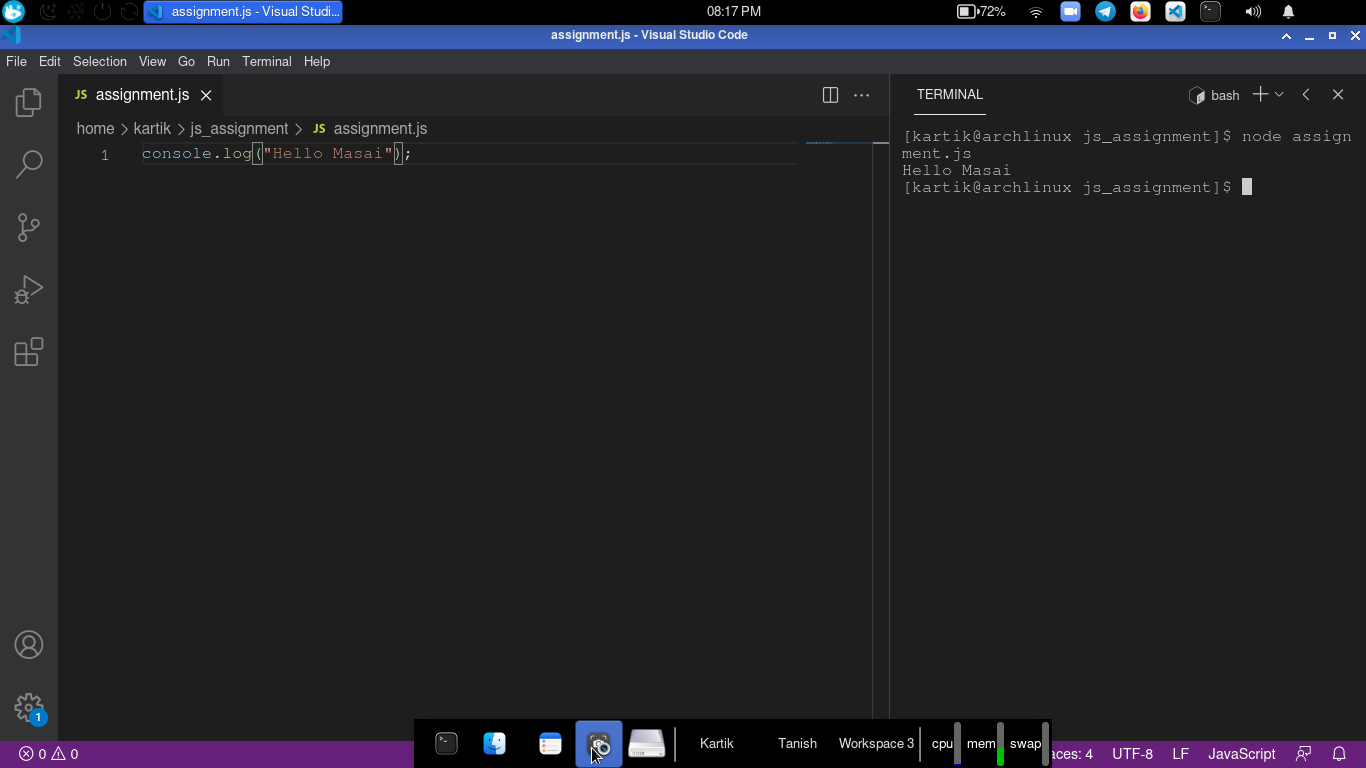 assignment.js - Visual Studi...
08:17 PM
72%
assignment.js - Visual Studio Code
File Edit Selection View Go Run Terminal Help
JS assignment.js
home > kartik > js_assignment > JS assignment.js
1 console.log("Hello Masai");
TERMINAL
bash
[kartik@archlinux js_assignment]$ node assign
ment.js
Hello Masai
[kartik@archlinux js_assignment]$
1
Kartik Tanish Workspace 3 cpu mem swap
0 0
aces: 4 UTF-8 LF JavaScript